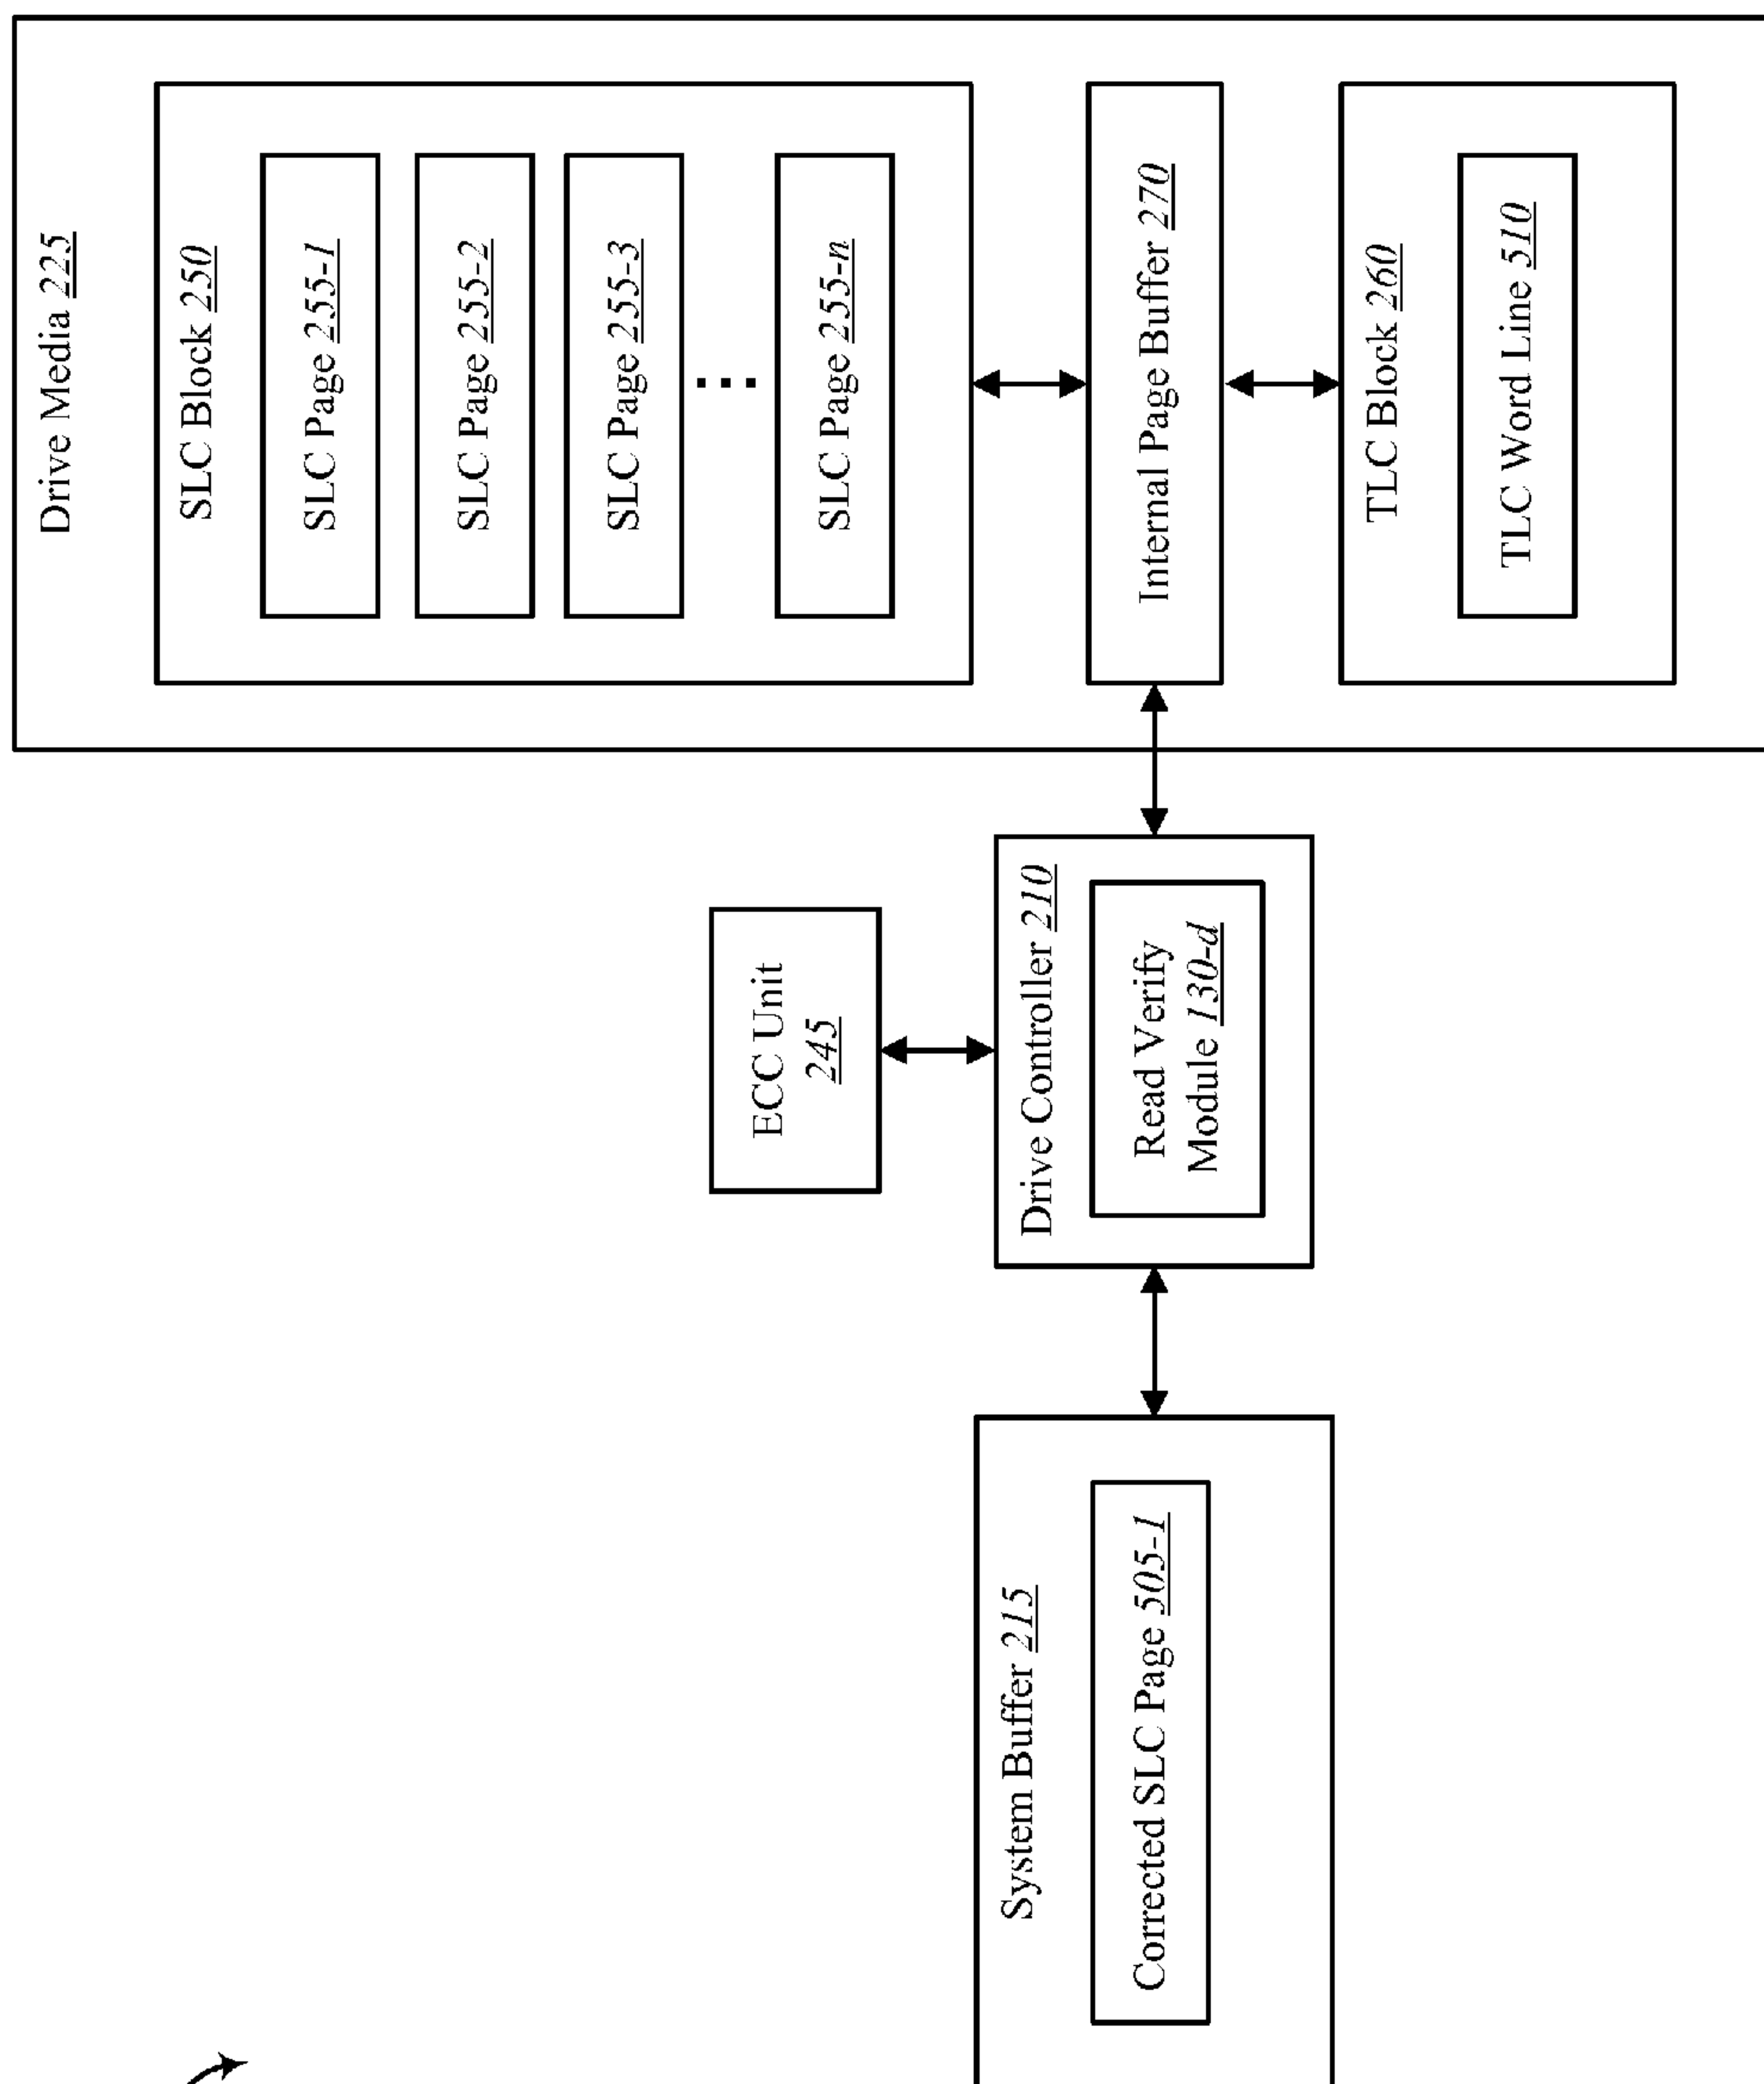 Drive Media 225
SLC Block 250
SLC Page 255-1
SLC Page 255-2
SLC Page 255-3
SLC Page 255-n
Internal Page Buffer 270
TLC Block 260
TLC Word Line 510
ECC Unit
245
Drive Controller 210
Read Verify
Module 130-d
System Buffer 215
Corrected SLC Page 505-1